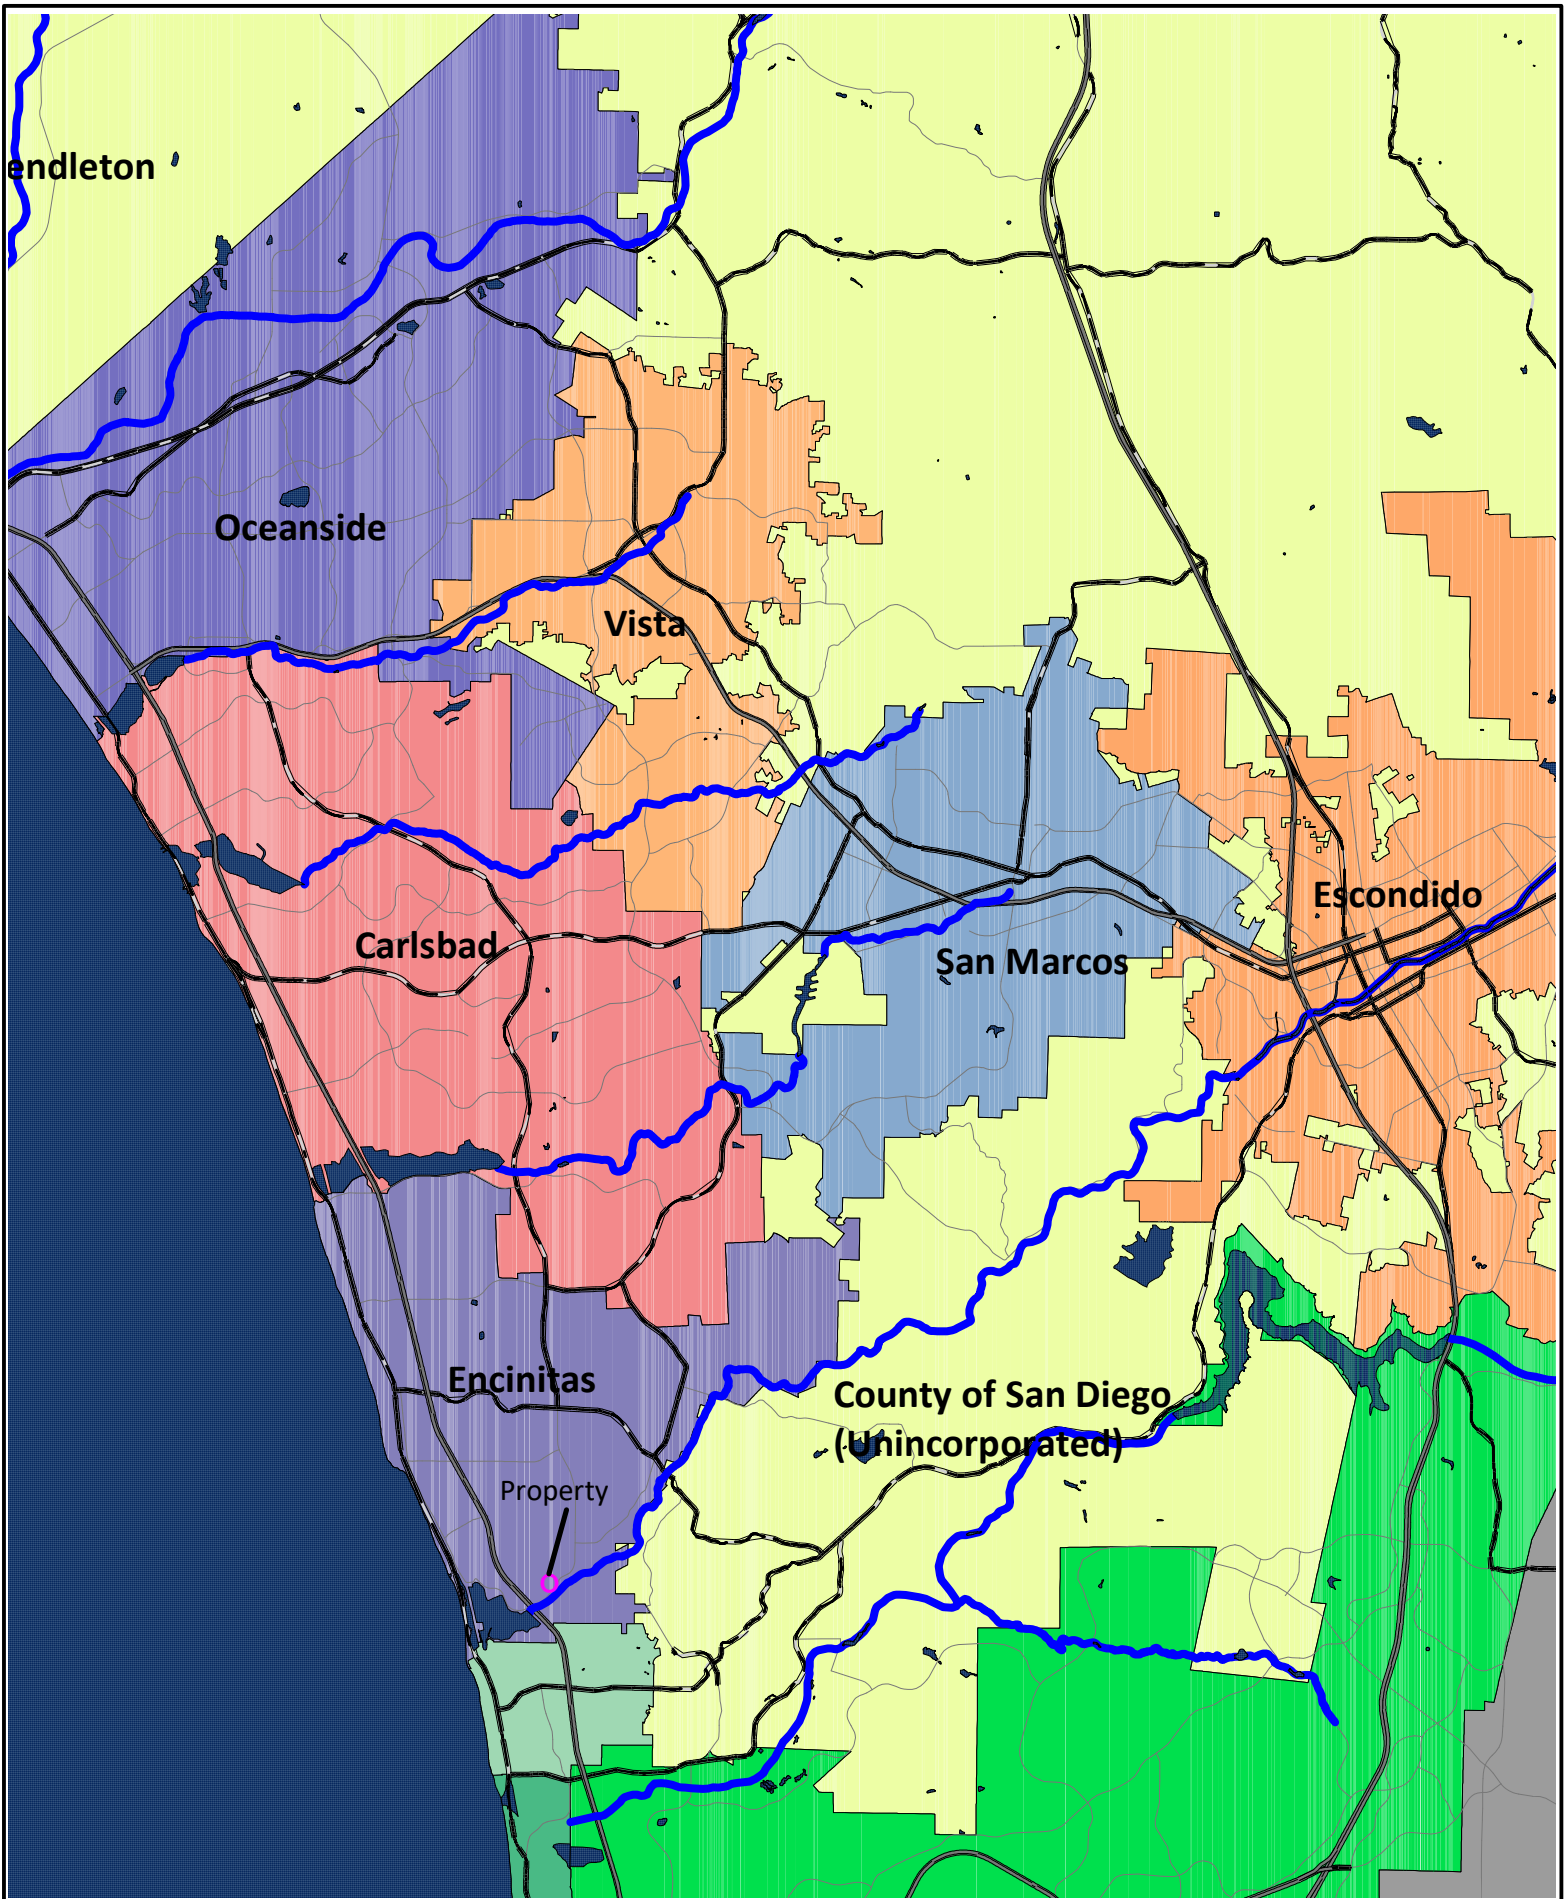 endleton
Oceanside
Vista
Escondido
Carlsbad
San Marcos
Encinitas
County of San Diego
(Unincorporated)
Property